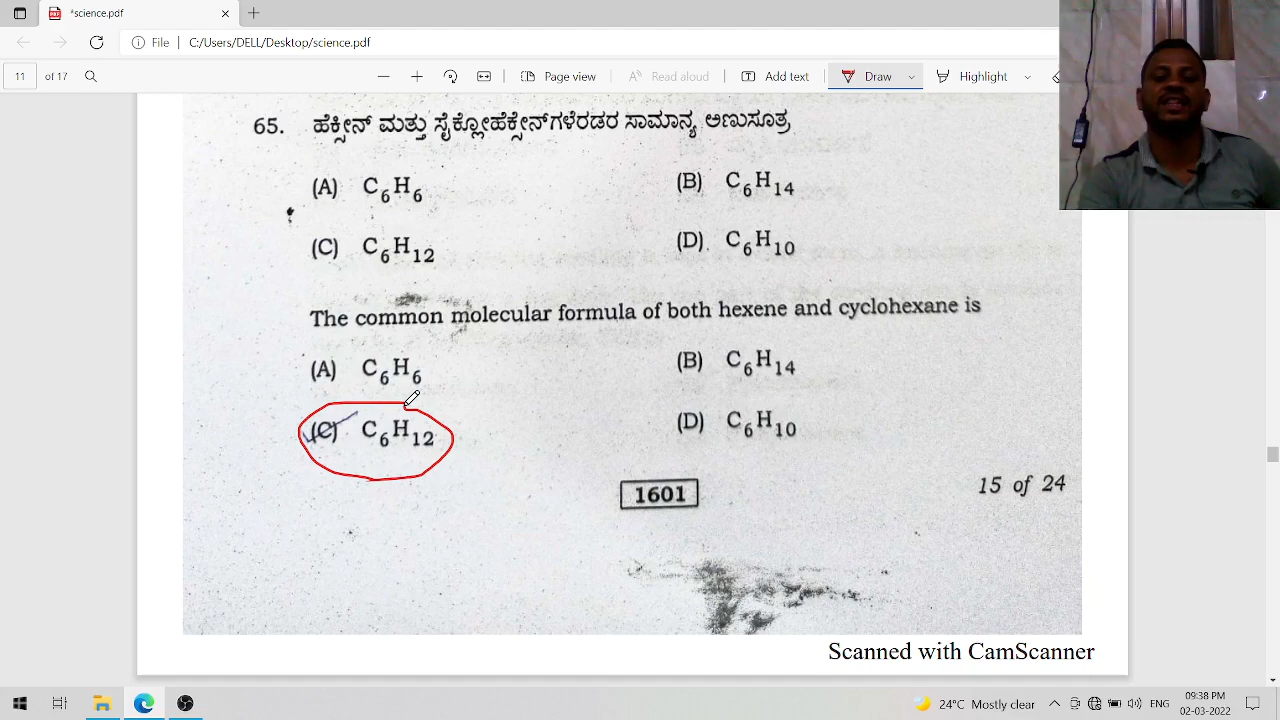 *science.pdf
File C:/Users/DELL/Desktop/science.pdf
11 of 17 Page view Read aloud Add text Draw Highlight
65. ಹೆಕ್ಸೀನ್ ಮತ್ತು ಸೈಕ್ಲೋಹೆಕ್ಸೇನ್‌ಗಳೆರಡರ ಸಾಮಾನ್ಯ ಅಣುಸೂತ್ರ
(A) C₆H₆ (B) C₆H₁₄
(C) C₆H₁₂ (D) C₆H₁₀
The common molecular formula of both hexene and cyclohexane is
(A) C₆H₆ (B) C₆H₁₄
(C) C₆H₁₂ (D) C₆H₁₀
1601
15 of 24
Scanned with CamScanner
24°C Mostly clear ENG 09:38 PM
02-03-2022